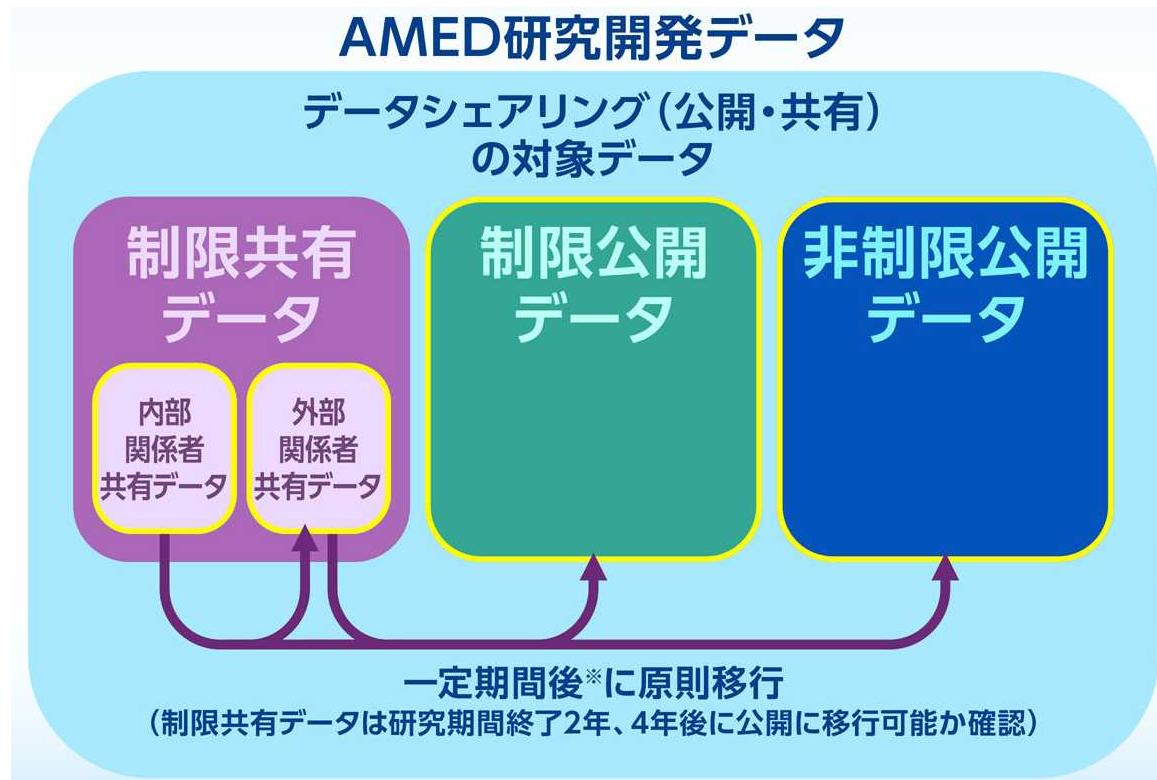 AMED研究開発データ
データシェアリング（公開・共有）
の対象データ
制限共有
データ
内部
関係者
共有データ
外部
関係者
共有データ
制限公開
データ
非制限公開
データ
一定期間後※に原則移行
（制限共有データは研究期間終了2年、4年後に公開に移行可能か確認）